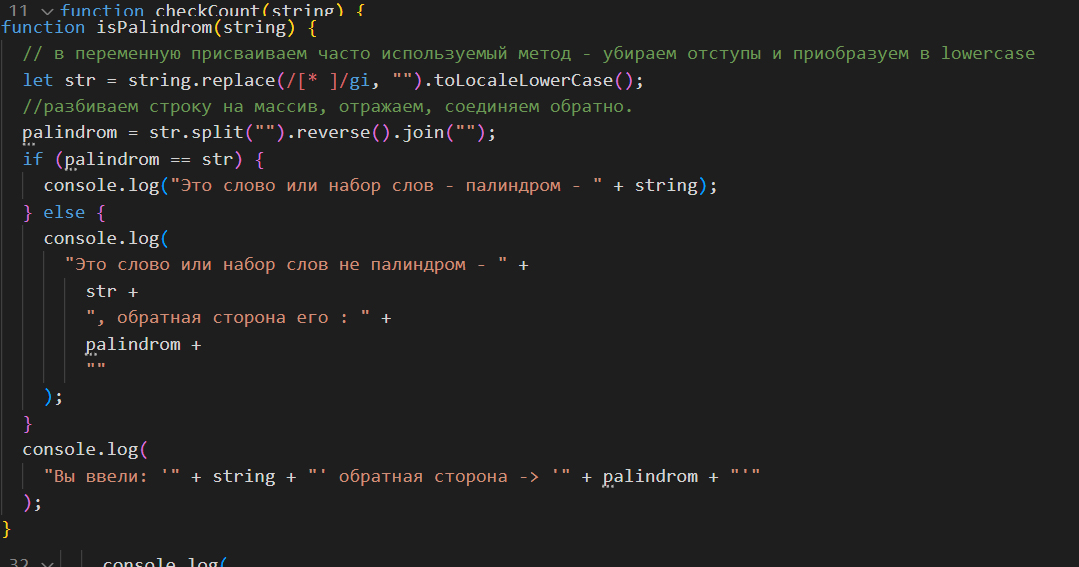 11 function checkCount(string) {
function isPalindrom(string) {
// в переменную присваиваем часто используемый метод - убираем отступы и приобразуем в lowercase
let str = string.replace(/[* ]/gi, "").toLocaleLowerCase();
//разбиваем строку на массив, отражаем, соединяем обратно.
palindrom = str.split("").reverse().join("");
if (palindrom == str) {
console.log("Это слово или набор слов - палиндром - " + string);
} else {
console.log(
"Это слово или набор слов не палиндром - " +
str +
", обратная сторона его : " +
palindrom +
""
);
}
console.log(
"Вы ввели: '" + string + "' обратная сторона -> '" + palindrom + "'"
);
}
32 console.log(